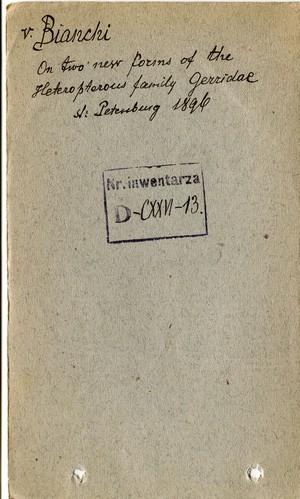 v. Bianchi
On two new forms of the
Heteropterous family Gerridae
St. Petersburg 1896
Nr. inwentarza
D-CXXVI-13.